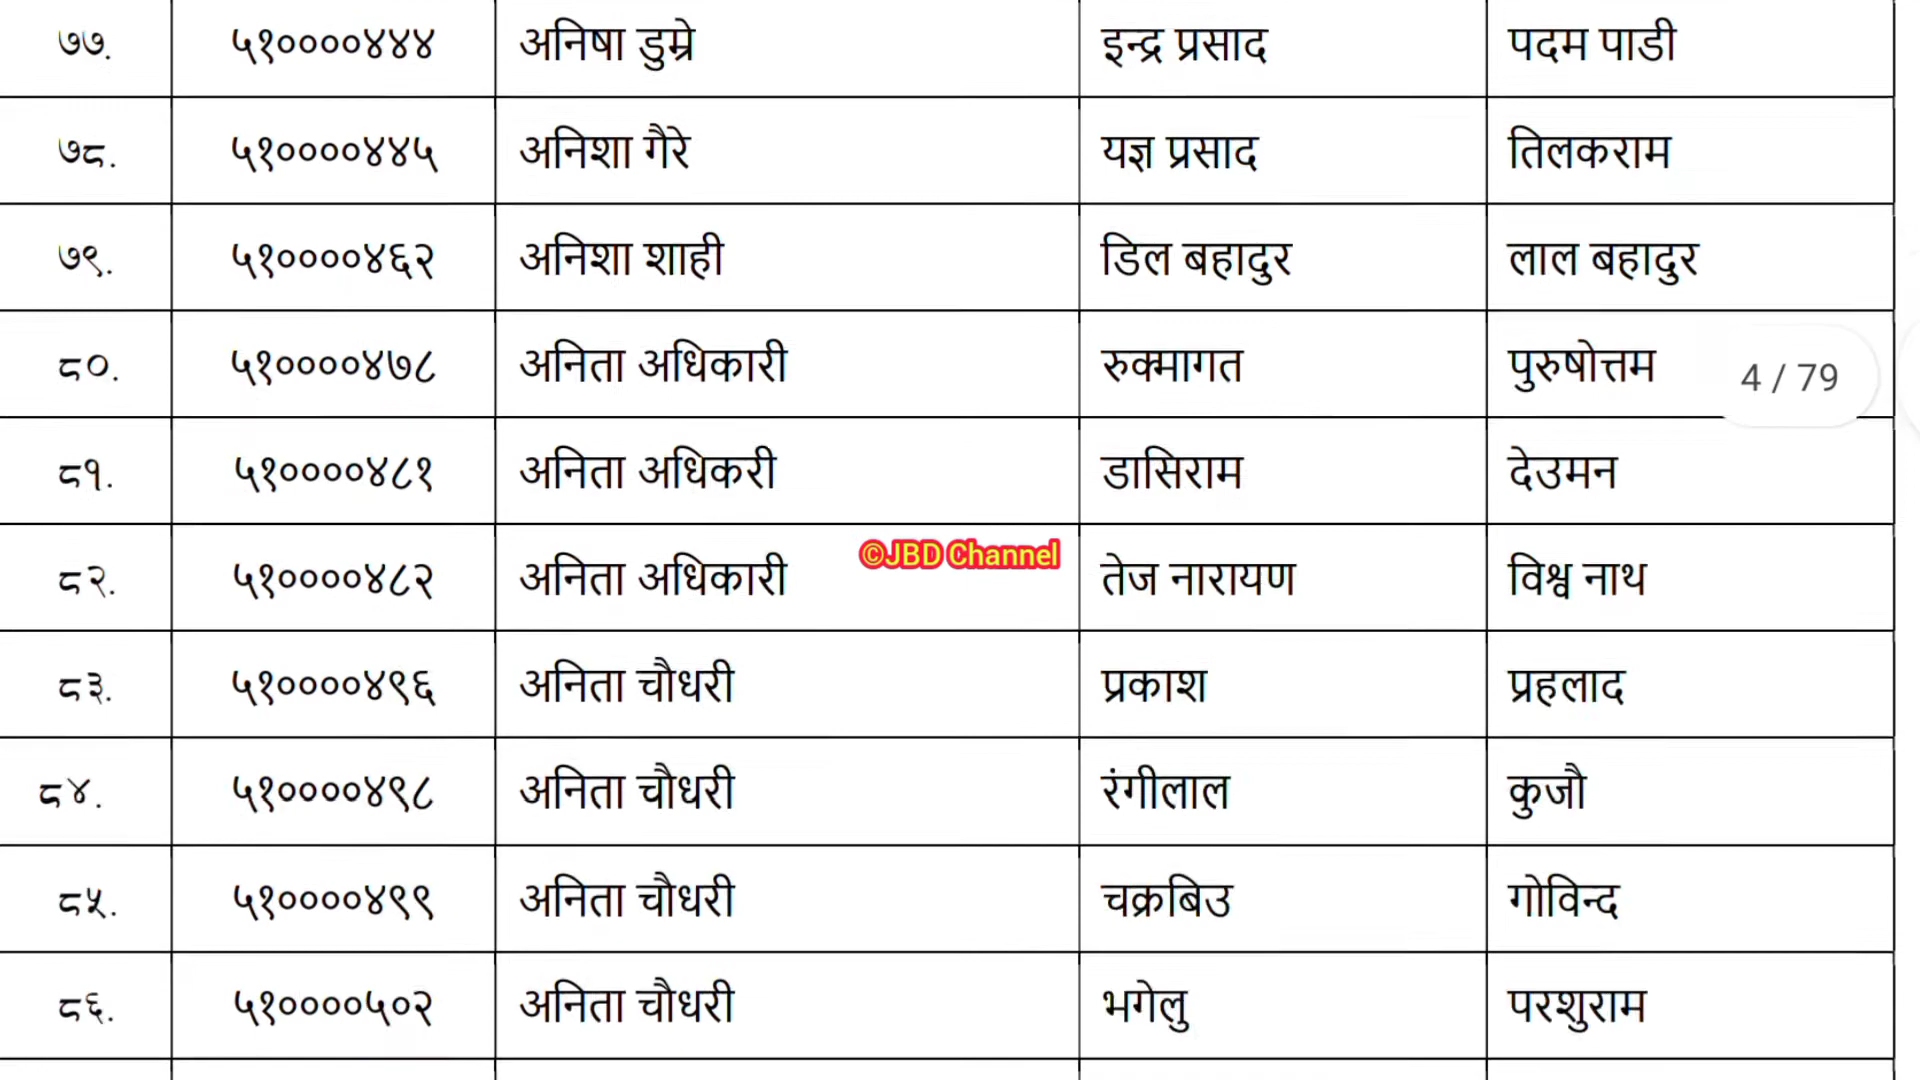 ७७. ५१००००४४४ अनिषा डुम्रे इन्द्र प्रसाद पदम पाडी
७८. ५१००००४४५ अनिशा गैरे यज्ञ प्रसाद तिलकराम
७९. ५१००००४६२ अनिशा शाही डिल बहादुर लाल बहादुर
८०. ५१००००४७८ अनिता अधिकारी रुक्मागत पुरुषोत्तम 4 / 79
८१. ५१००००४८१ अनिता अधिकरी डासिराम देउमन
©JBD Channel
८२. ५१००००४८२ अनिता अधिकारी तेज नारायण विश्व नाथ
८३. ५१००००४९६ अनिता चौधरी प्रकाश प्रहलाद
८४. ५१००००४९८ अनिता चौधरी रंगीलाल कुजौ
८५. ५१००००४९९ अनिता चौधरी चक्रबिउ गोविन्द
८६. ५१००००५०२ अनिता चौधरी भगेलु परशुराम